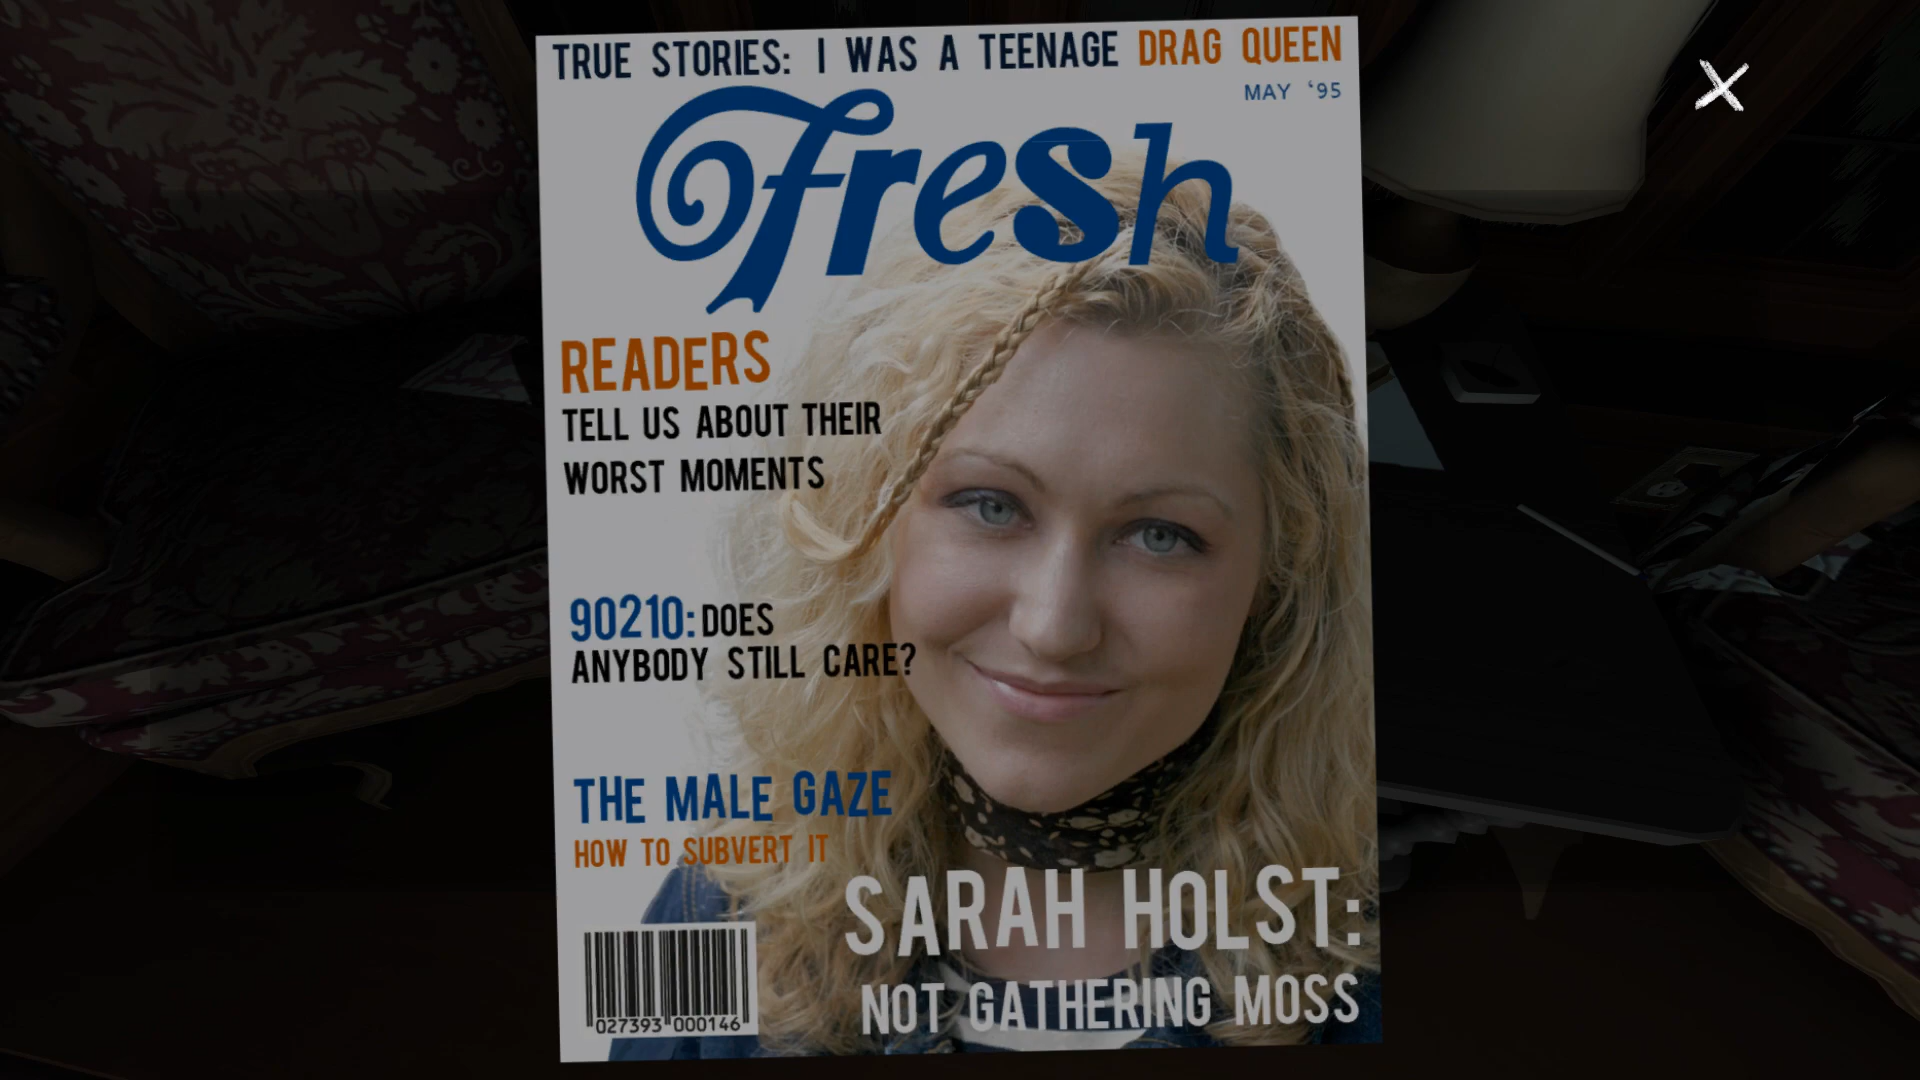 TRUE STORIES: I WAS A TEENAGE DRAG QUEEN
MAY '95
Fresh
READERS
TELL US ABOUT THEIR
WORST MOMENTS
90210: DOES
ANYBODY STILL CARE?
THE MALE GAZE
HOW TO SUBVERT IT
SARAH HOLST:
NOT GATHERING MOSS
027393 000146